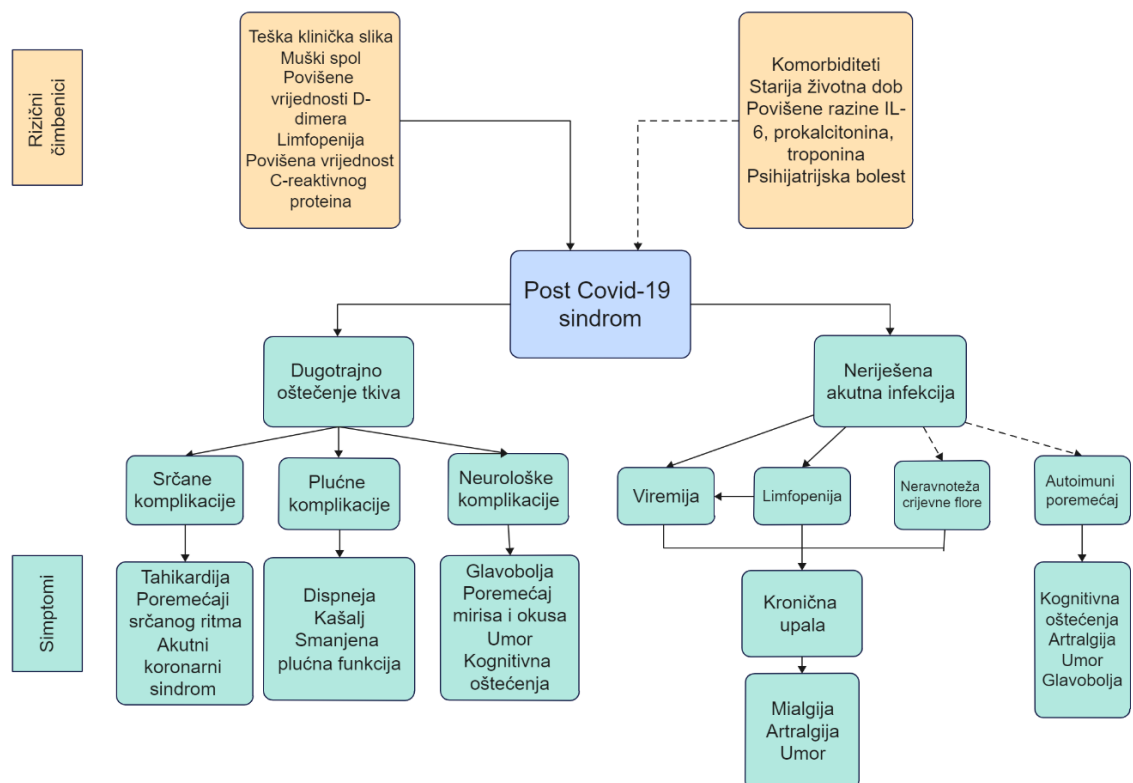 Rizični
čimbenici
Teška klinička slika
Muški spol
Povišene
vrijednosti D-
dimera
Limfopenija
Povišena vrijednost
C-reaktivnog
proteina
Komorbiditeti
Starija životna dob
Povišene razine IL-
6, prokalcitonina,
troponina
Psihijatrijska bolest
Post Covid-19
sindrom
Dugotrajno
oštečenje tkiva
Neriješena
akutna infekcija
Srčane
komplikacije
Plućne
komplikacije
Neurološke
komplikacije
Viremija
Limfopenija
Neravnoteža
crijevne flore
Autoimuni
poremećaj
Simptomi
Tahikardija
Poremećaji
srčanog ritma
Akutni
koronarni
sindrom
Dispneja
Kašalj
Smanjena
plućna funkcija
Glavobolja
Poremećaj
mirisa i okusa
Umor
Kognitivna
oštećenja
Kronična
upala
Mialgija
Artralgija
Umor
Kognitivna
oštećenja
Artralgija
Umor
Glavobolja